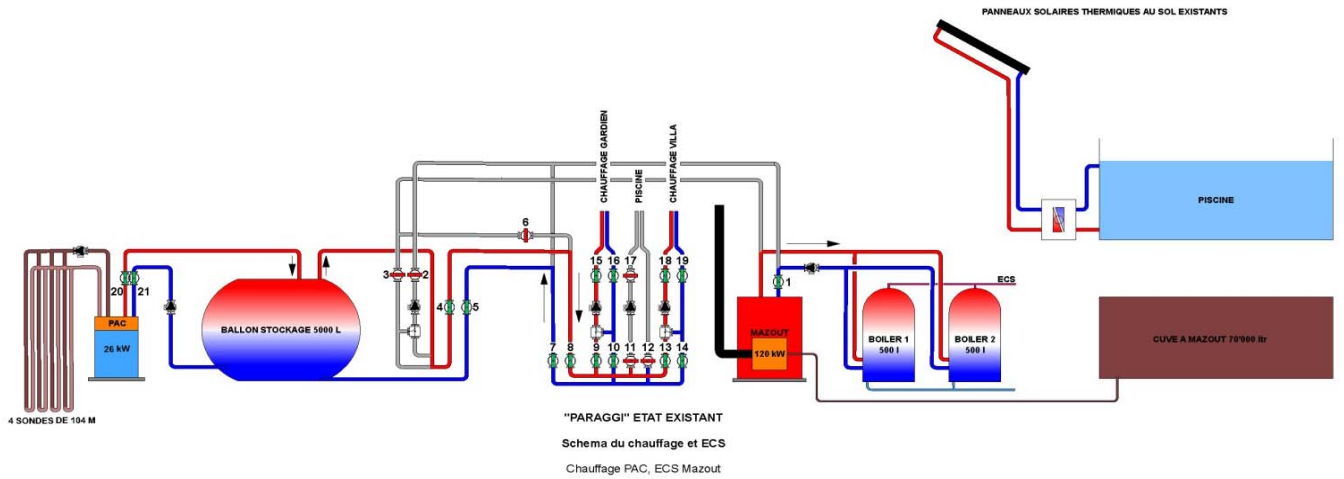 PANNEAUX SOLAIRES THERMIQUES AU SOL EXISTANTS
CHAUFFAGE GARDIEN
PISCINE
CHAUFFAGE VILLA
PISCINE
6
15
16
17
18
19
3
2
1
20
21
4
5
ECS
PAC
26 kW
BALLON STOCKAGE 5000 L
MAZOUT
120 kW
BOILER 1
500 l
BOILER 2
500 l
CUVE A MAZOUT 70'000 ltr
7
8
9
10
11
12
13
14
4 SONDES DE 104 M
"PARAGGI" ETAT EXISTANT
Schema du chauffage et ECS
Chauffage PAC, ECS Mazout